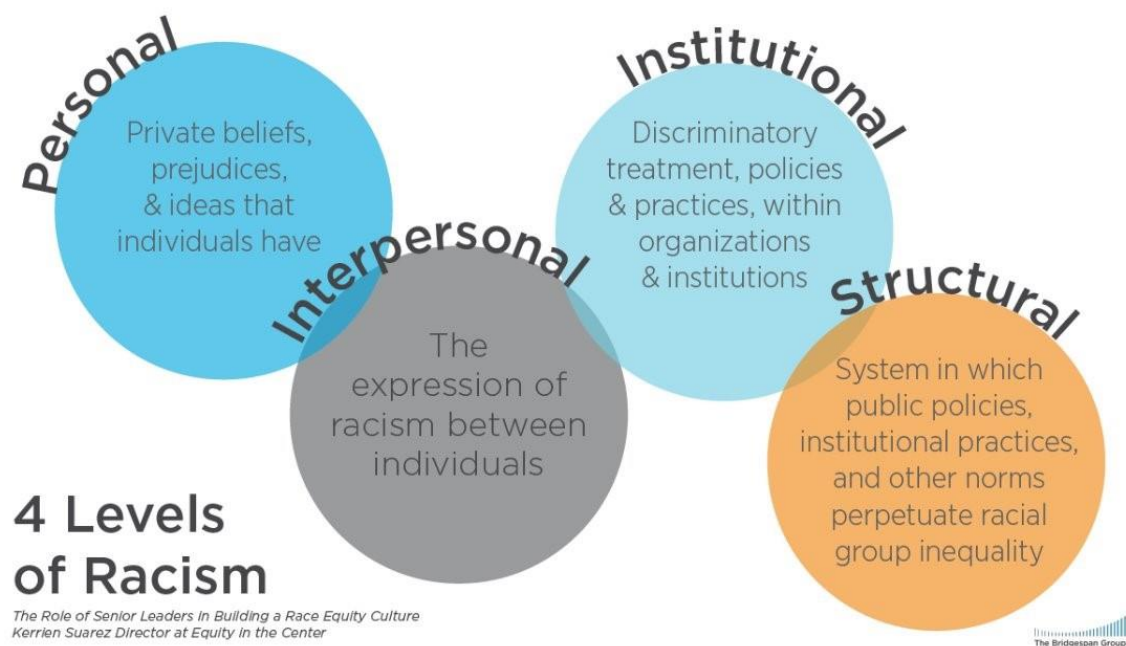 Personal
Private beliefs,
prejudices,
& ideas that
individuals have
Interpersonal
The
expression of
racism between
individuals
Institutional
Discriminatory
treatment, policies
& practices, within
organizations
& institutions
Structural
System in which
public policies,
institutional practices,
and other norms
perpetuate racial
group inequality
4 Levels
of Racism
The Role of Senior Leaders in Building a Race Equity Culture
Kerrien Suarez Director at Equity in the Center
The Bridgespan Group